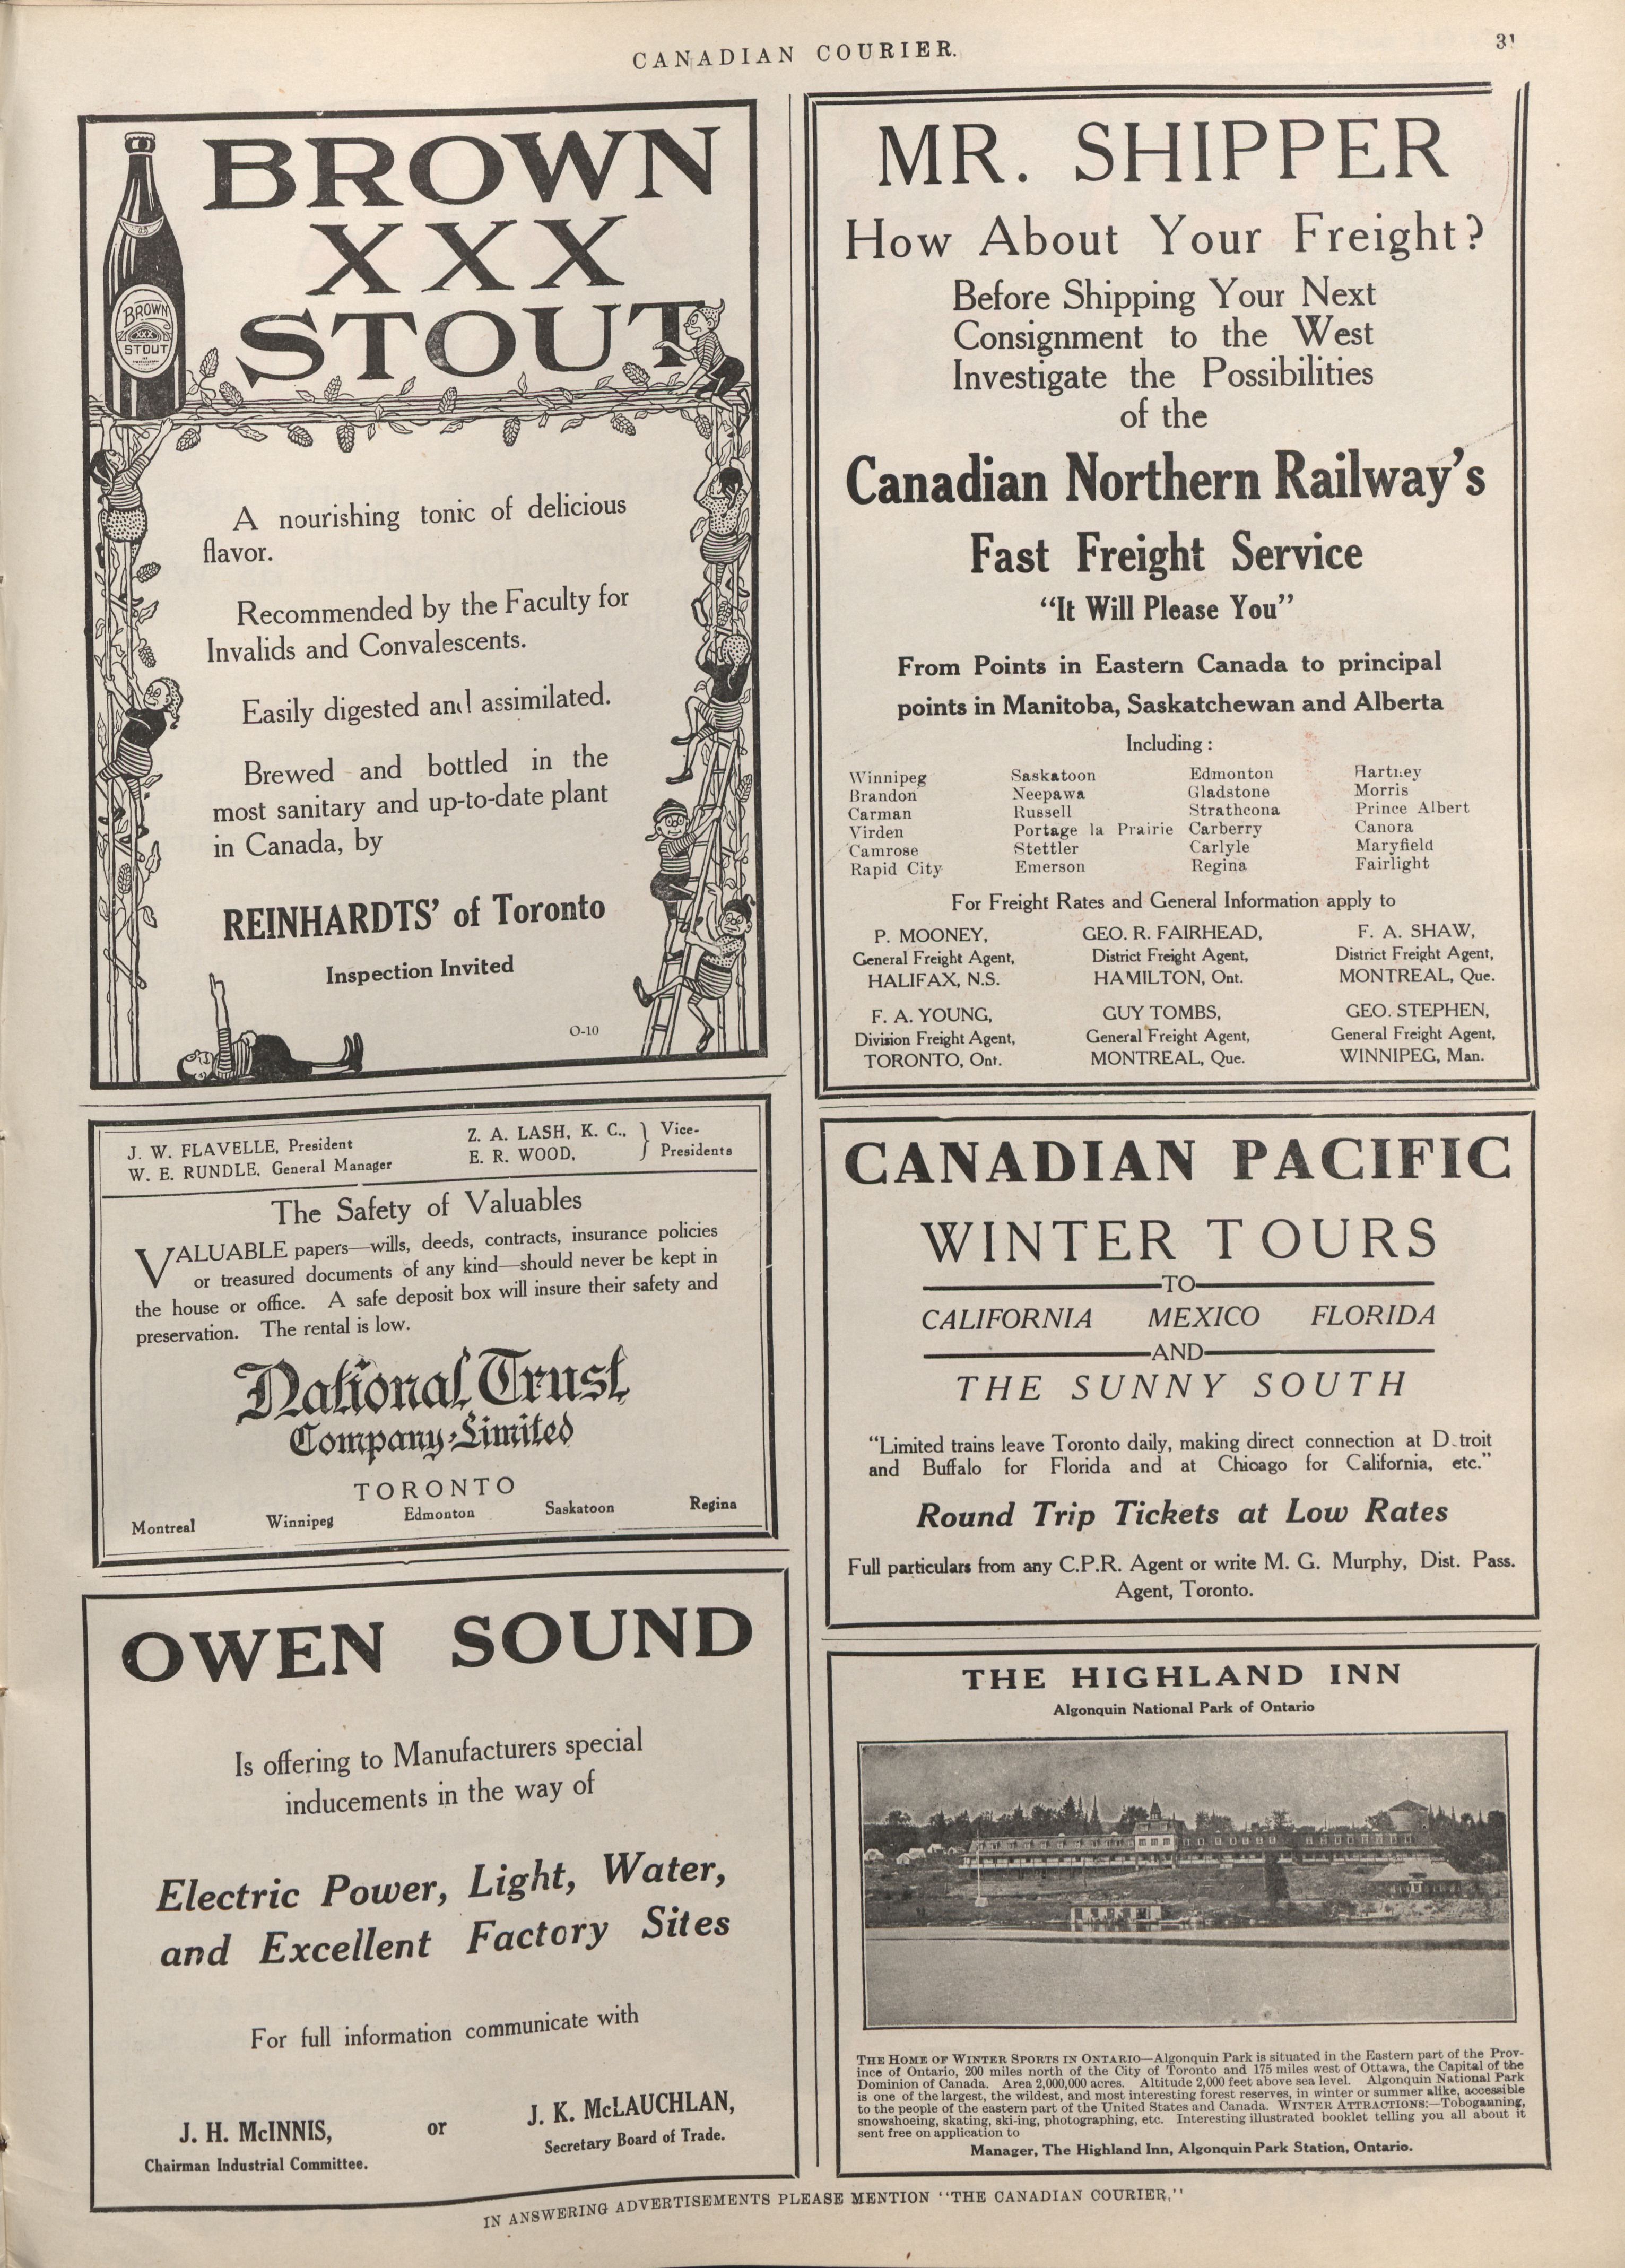 CANADIAN COURIER.
31
BROWN
XXX
STOUT
BROWN
XXX
STOUT
A nourishing tonic of delicious
flavor.
Recommended by the Faculty for
Invalids and Convalescents.
Easily digested and assimilated.
Brewed and bottled in the
most sanitary and up-to-date plant
in Canada, by
REINHARDTS' of Toronto
Inspection Invited
O-10
J. W. FLAVELLE, President
W. E. RUNDLE, General Manager
Z. A. LASH, K. C., } Vice-
E. R. WOOD, Presidents
The Safety of Valuables
VALUABLE papers—wills, deeds, contracts, insurance policies
or treasured documents of any kind—should never be kept in
the house or office. A safe deposit box will insure their safety and
preservation. The rental is low.
National Trust
Company Limited
TORONTO
Montreal Winnipeg Edmonton Saskatoon Regina
OWEN SOUND
Is offering to Manufacturers special
inducements in the way of
Electric Power, Light, Water,
and Excellent Factory Sites
For full information communicate with
J. H. McINNIS, or J. K. McLAUCHLAN,
Chairman Industrial Committee. Secretary Board of Trade.
MR. SHIPPER
How About Your Freight?
Before Shipping Your Next
Consignment to the West
Investigate the Possibilities
of the
Canadian Northern Railway's
Fast Freight Service
"It Will Please You"
From Points in Eastern Canada to principal
points in Manitoba, Saskatchewan and Alberta
Including :
Winnipeg Saskatoon Edmonton Hartney
Brandon Neepawa Gladstone Morris
Carman Russell Strathcona Prince Albert
Virden Portage la Prairie Carberry Canora
Camrose Stettler Carlyle Maryfield
Rapid City Emerson Regina Fairlight
For Freight Rates and General Information apply to
P. MOONEY, GEO. R. FAIRHEAD, F. A. SHAW,
General Freight Agent, District Freight Agent, District Freight Agent,
HALIFAX, N.S. HAMILTON, Ont. MONTREAL, Que.
F. A. YOUNG, GUY TOMBS, GEO. STEPHEN,
Division Freight Agent, General Freight Agent, General Freight Agent,
TORONTO, Ont. MONTREAL, Que. WINNIPEG, Man.
CANADIAN PACIFIC
WINTER TOURS
TO
CALIFORNIA MEXICO FLORIDA
AND
THE SUNNY SOUTH
"Limited trains leave Toronto daily, making direct connection at D troit
and Buffalo for Florida and at Chicago for California, etc."
Round Trip Tickets at Low Rates
Full particulars from any C.P.R. Agent or write M. G. Murphy, Dist. Pass.
Agent, Toronto.
THE HIGHLAND INN
Algonquin National Park of Ontario
THE HOME OF WINTER SPORTS IN ONTARIO—Algonquin Park is situated in the Eastern part of the Prov-
ince of Ontario, 200 miles north of the City of Toronto and 175 miles west of Ottawa, the Capital of the
Dominion of Canada. Area 2,000,000 acres. Altitude 2,000 feet above sea level. Algonquin National Park
is one of the largest, the wildest, and most interesting forest reserves, in winter or summer alike, accessible
to the people of the eastern part of the United States and Canada. WINTER ATTRACTIONS:—Tobogauning,
snowshoeing, skating, ski-ing, photographing, etc. Interesting illustrated booklet telling you all about it
sent free on application to
Manager, The Highland Inn, Algonquin Park Station, Ontario.
IN ANSWERING ADVERTISEMENTS PLEASE MENTION "THE CANADIAN COURIER,"